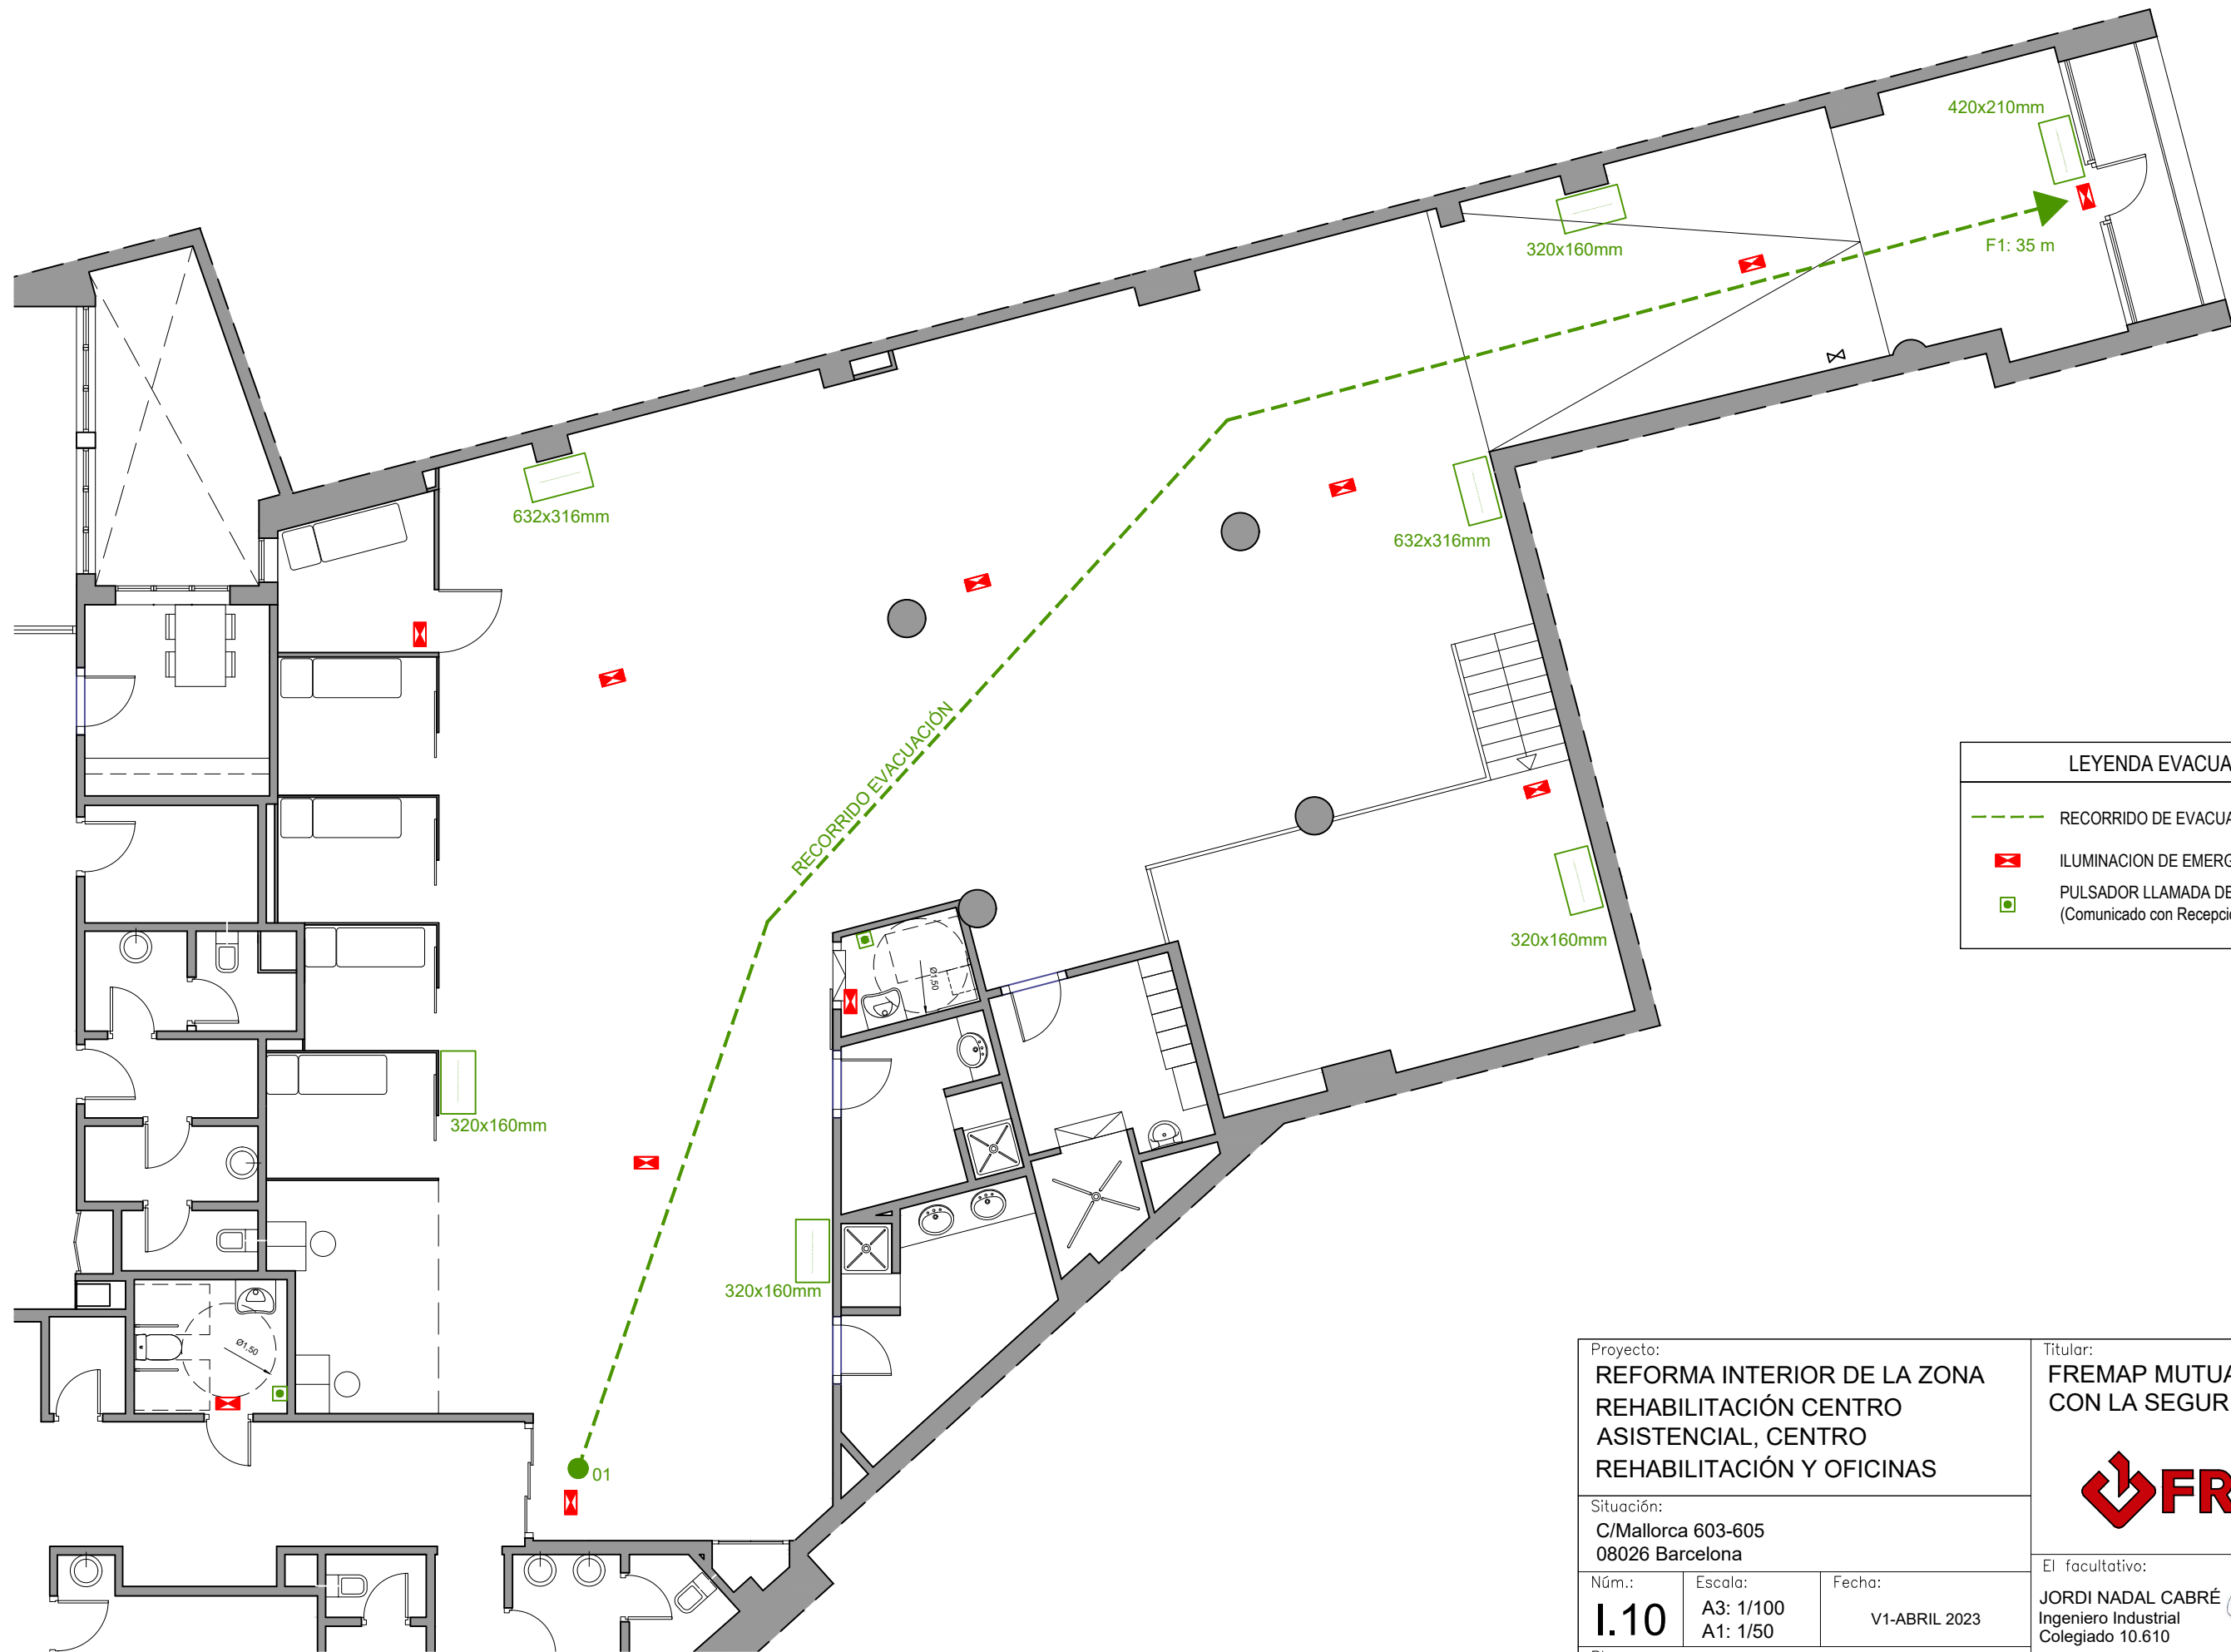 420x210mm
320x160mm
F1: 35 m
632x316mm
632x316mm
RECORRIDO EVACUACIÓN
LEYENDA EVACUA
RECORRIDO DE EVACUA
ILUMINACION DE EMERG
PULSADOR LLAMADA DE
(Comunicado con Recepci
320x160mm
Ø1,50
320x160mm
320x160mm
Ø1,50
01
Proyecto:
REFORMA INTERIOR DE LA ZONA
REHABILITACIÓN CENTRO
ASISTENCIAL, CENTRO
REHABILITACIÓN Y OFICINAS
Titular:
FREMAP MUTUA
CON LA SEGUR
FR
Situación:
C/Mallorca 603-605
08026 Barcelona
Núm.:
I.10
Escala:
A3: 1/100
A1: 1/50
Fecha:
V1-ABRIL 2023
El facultativo:
JORDI NADAL CABRÉ
Ingeniero Industrial
Colegiado 10.610